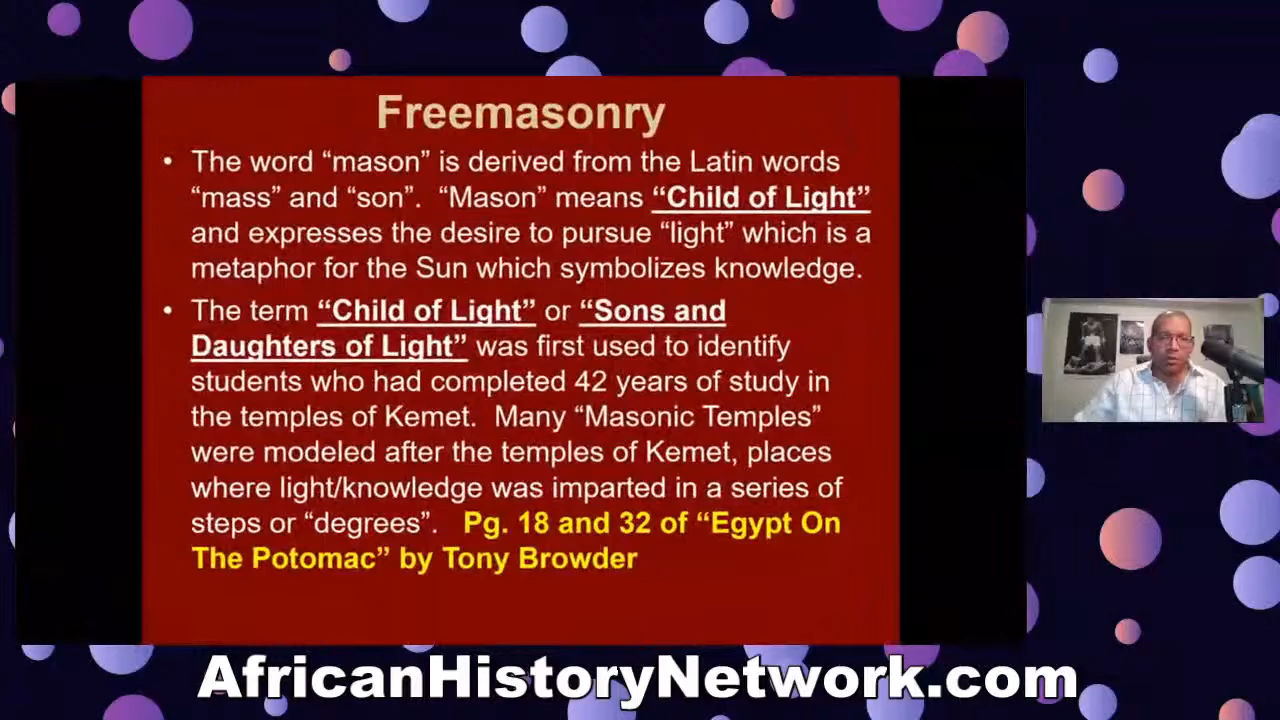 Freemasonry
• The word “mason” is derived from the Latin words
“mass” and “son”. “Mason” means “Child of Light”
and expresses the desire to pursue “light” which is a
metaphor for the Sun which symbolizes knowledge.
• The term “Child of Light” or “Sons and
Daughters of Light” was first used to identify
students who had completed 42 years of study in
the temples of Kemet. Many “Masonic Temples”
were modeled after the temples of Kemet, places
where light/knowledge was imparted in a series of
steps or “degrees”. Pg. 18 and 32 of “Egypt On
The Potomac” by Tony Browder
AfricanHistoryNetwork.com